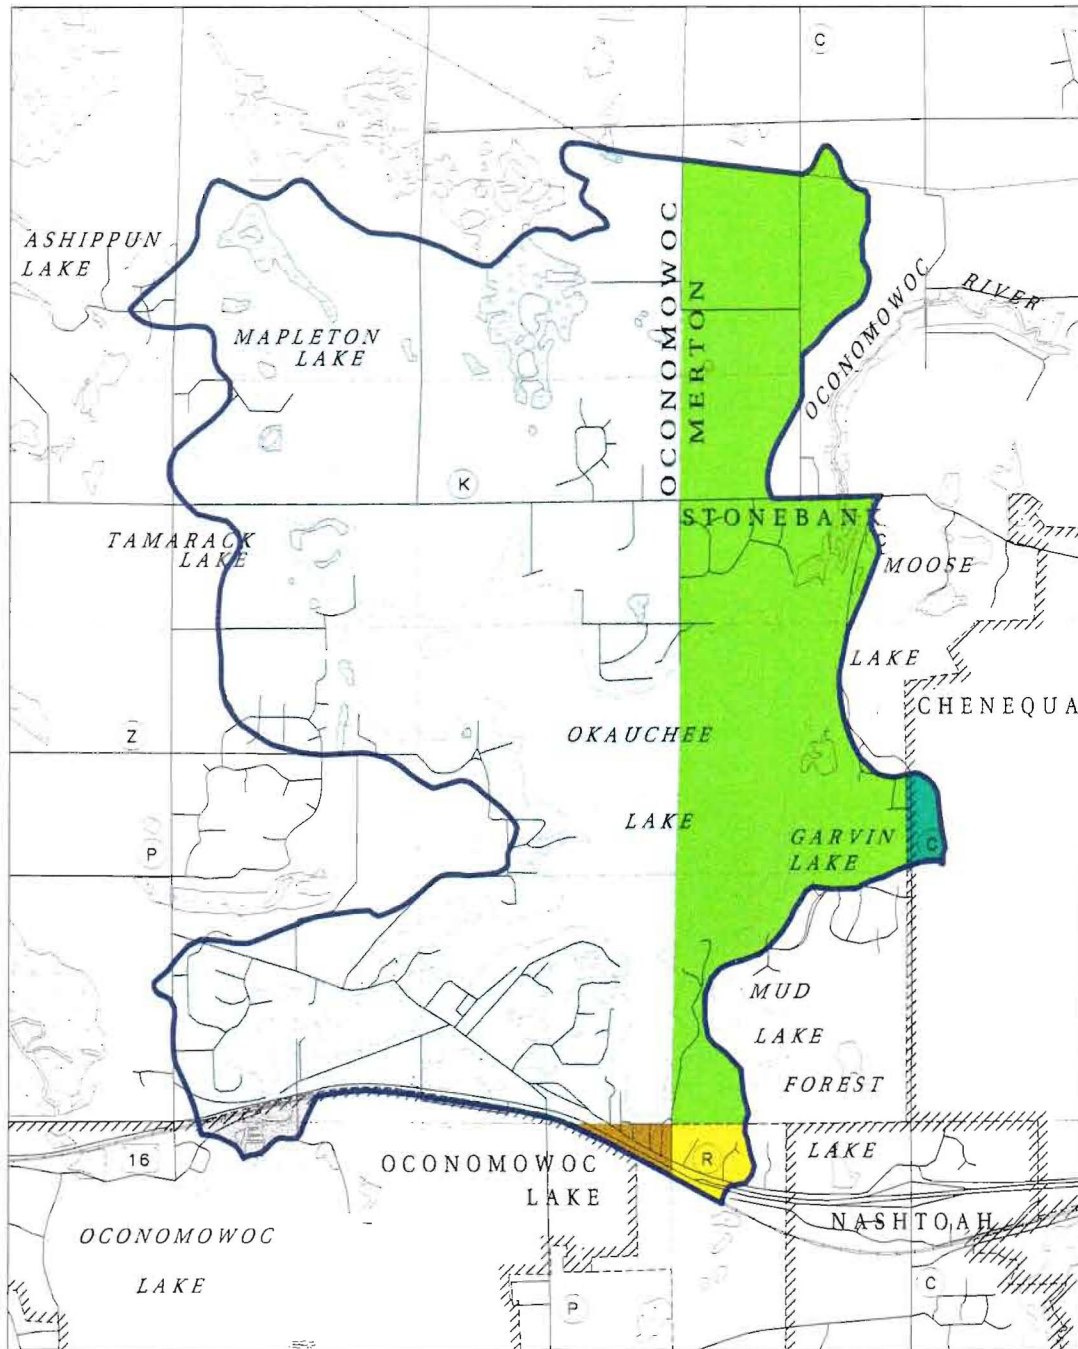 C
ASHIPPUN
LAKE
MAPLETON
LAKE
OCONOMOWOC
MERTON
OCONOMOWOC
RIVER
K
STONEBANK
C
TAMARACK
LAKE
MOOSE
LAKE
CHENEQUA
Z
OKAUCHEE
LAKE
P
GARVIN
LAKE
C
MUD
LAKE
FOREST
LAKE
16
OCONOMOWOC
LAKE
R
NASHTOAH
OCONOMOWOC
LAKE
P
C